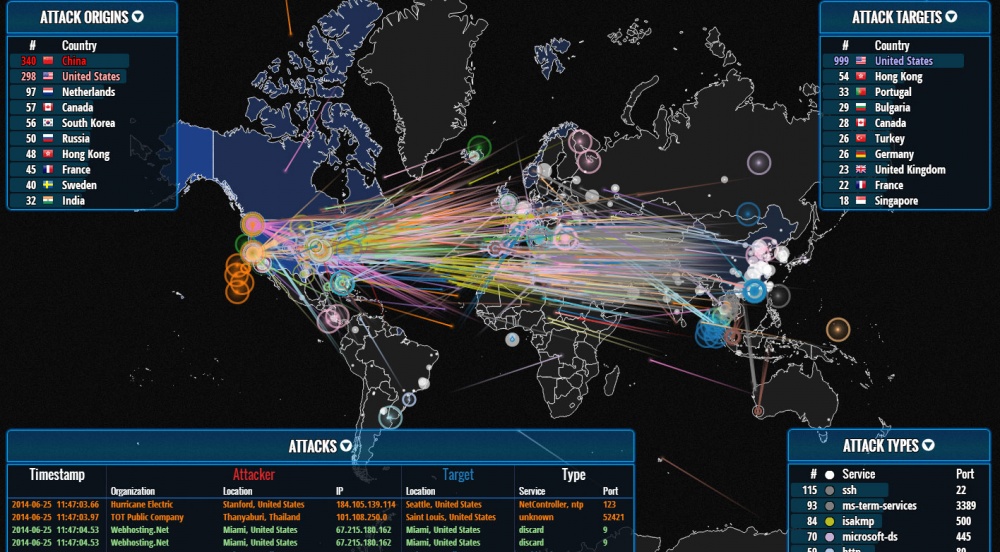 ATTACK ORIGINS
# Country
340 China
298 United States
97 Netherlands
57 Canada
56 South Korea
50 Russia
48 Hong Kong
45 France
40 Sweden
32 India
ATTACK TARGETS
# Country
999 United States
54 Hong Kong
33 Portugal
29 Bulgaria
28 Canada
26 Turkey
26 Germany
23 United Kingdom
22 France
18 Singapore
ATTACKS
Timestamp Attacker Target Type
Organization Location IP Location Service Port
2014-06-25 11:47:03.66 Hurricane Electric Stanford, United States 184.105.139.114 Seattle, United States NetController, ntp 123
2014-06-25 11:47:03.97 TOT Public Company Thanyaburi, Thailand 101.108.250.0 Saint Louis, United States unknown 52421
2014-06-25 11:47:04.53 Webhosting.Net Miami, United States 67.215.180.162 Miami, United States discard 9
2014-06-25 11:47:04.53 Webhosting.Net Miami, United States 67.215.180.162 Miami, United States discard 9
ATTACK TYPES
# Service Port
115 ssh 22
93 ms-term-services 3389
84 isakmp 500
70 microsoft-ds 445
http 80